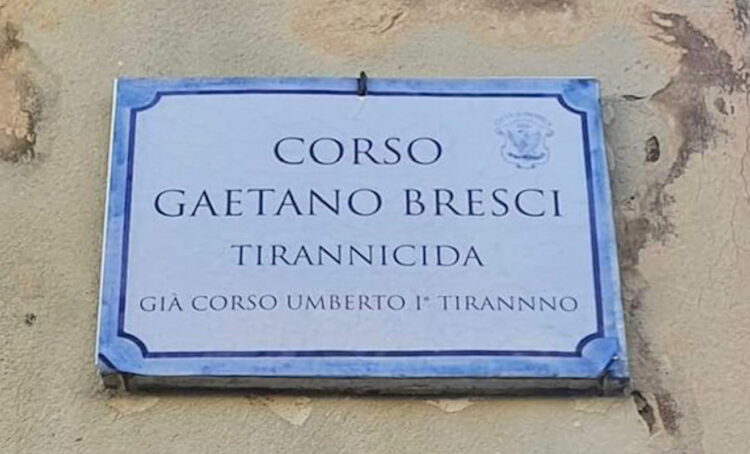 CORSO
GAETANO BRESCI
TIRANNICIDA
GIÀ CORSO UMBERTO I° TIRANNNO